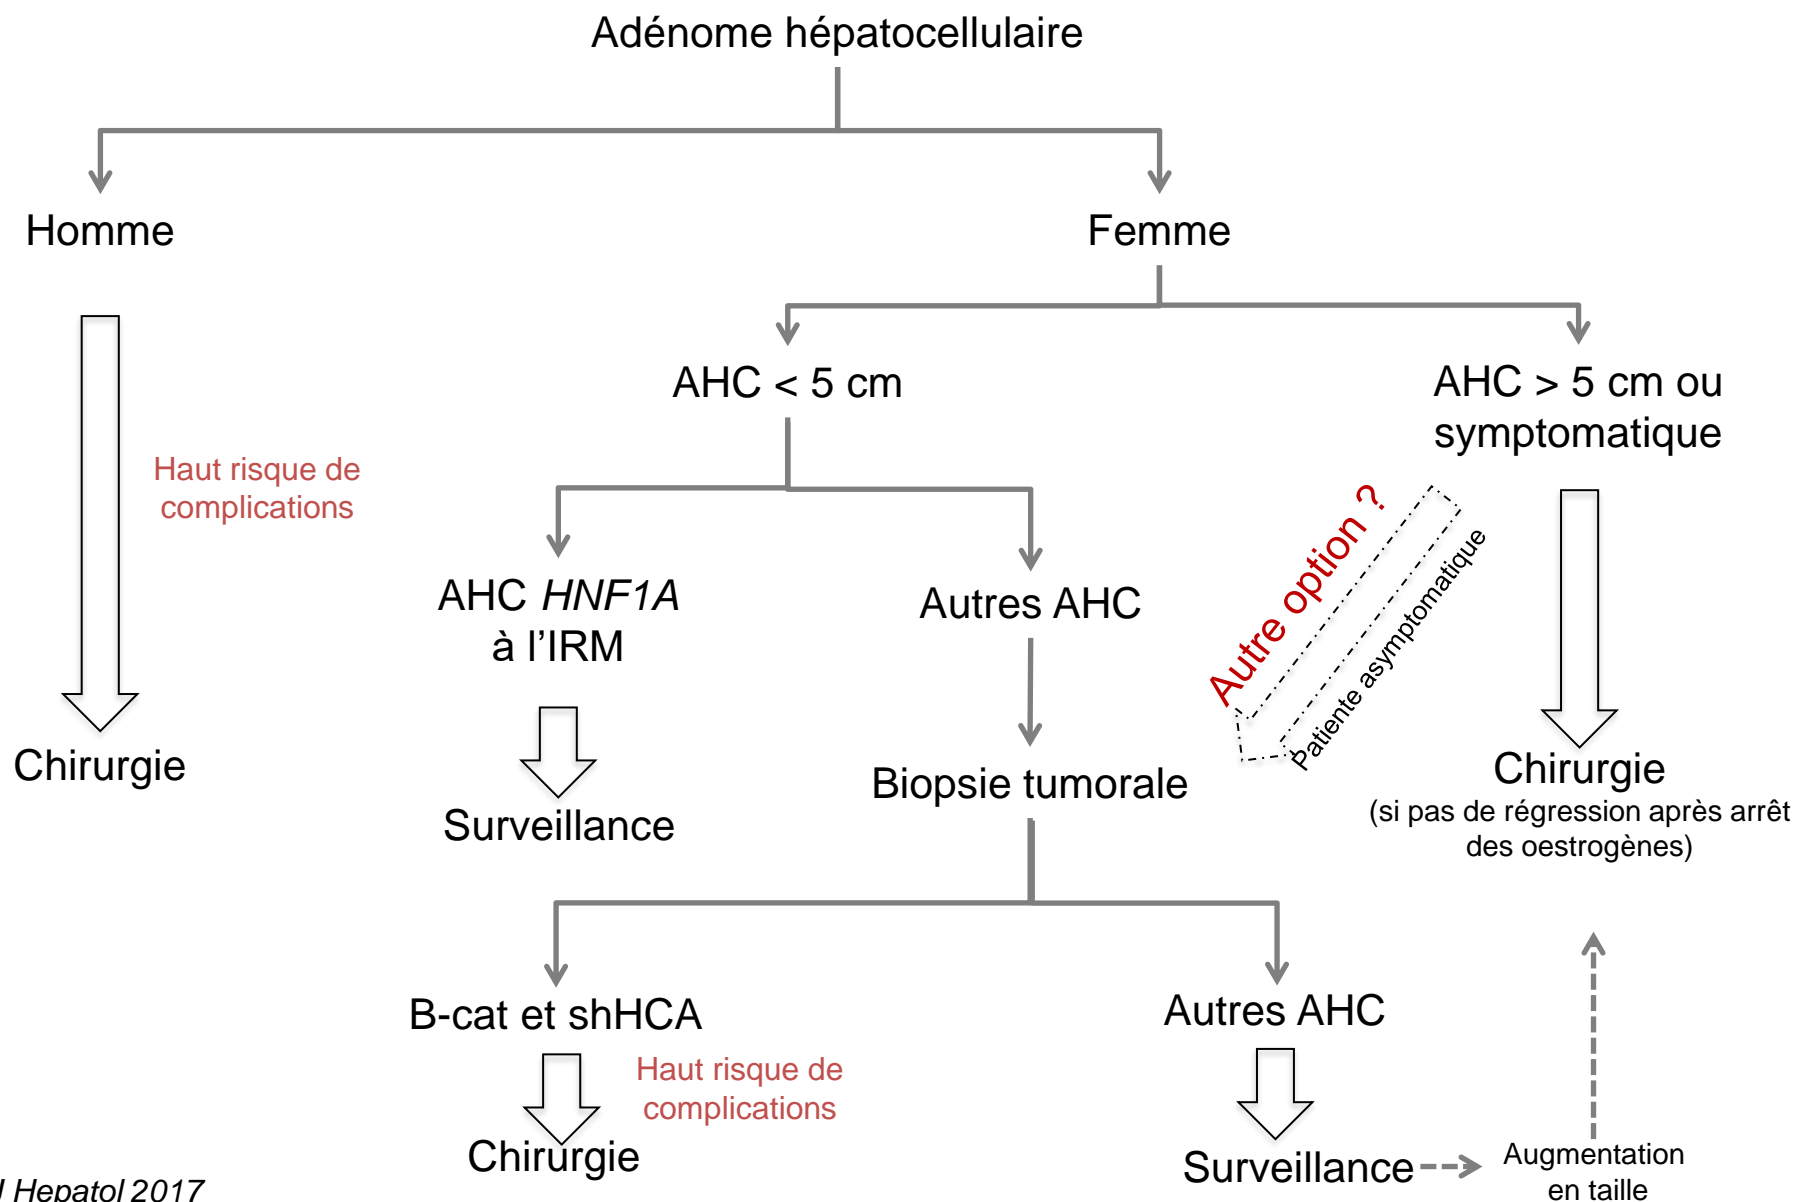 Adénome hépatocellulaire
Homme
Femme
AHC < 5 cm
AHC > 5 cm ou
symptomatique
Haut risque de
complications
Autre option ?
Patiente asymptomatique
AHC HNF1A
à l'IRM
Autres AHC
Chirurgie
Surveillance
Biopsie tumorale
Chirurgie
(si pas de régression après arrêt
des oestrogènes)
B-cat et shHCA
Autres AHC
Haut risque de
complications
Chirurgie
Surveillance
Augmentation
en taille
Hepatol 2017